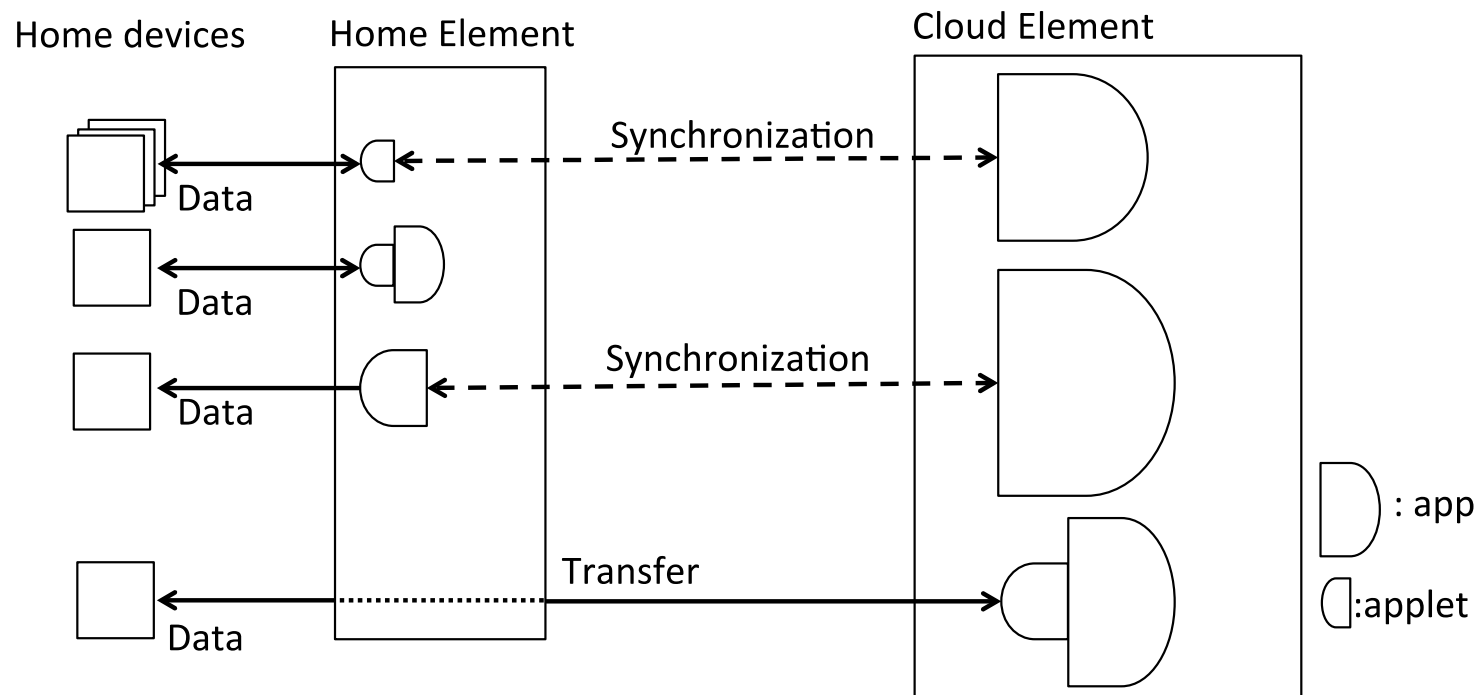 Home devices
Home Element
Cloud Element
Synchronization
Data
Data
Synchronization
Data
: app
Transfer
:applet
Data